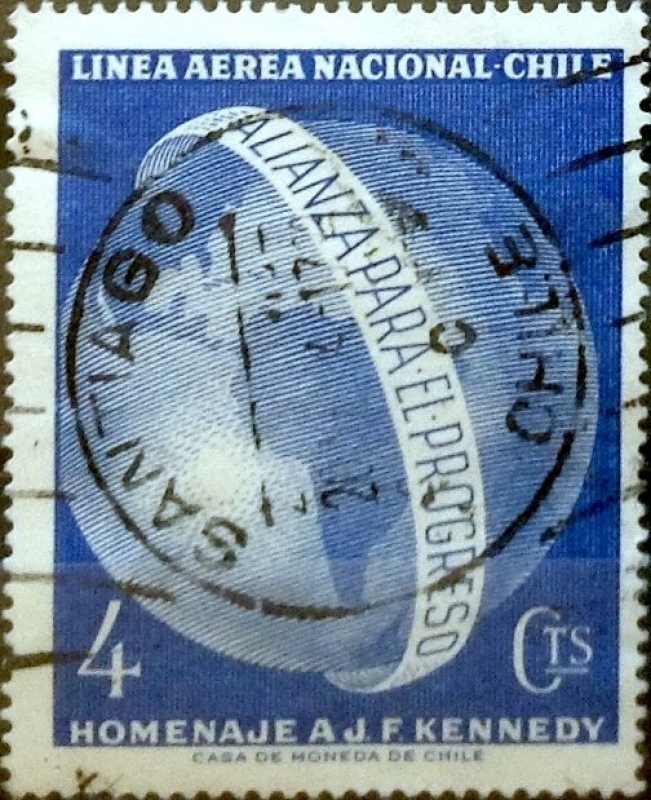 LINEA AEREA NACIONAL-CHILE
ALIANZA·PARA·EL·PROGRESO
SANTIAGO
CHILE
4 CTS
HOMENAJE A J. F. KENNEDY
CASA DE MONEDA DE CHILE